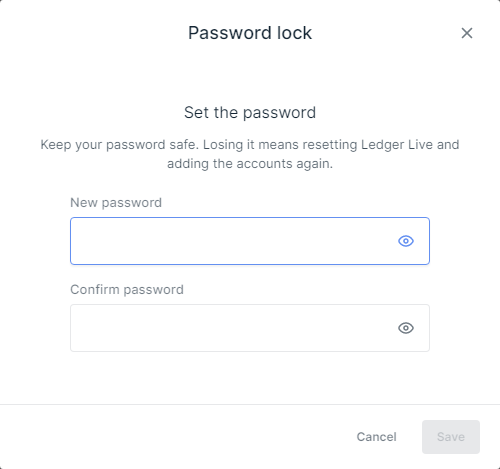 Password lock
Set the password
Keep your password safe. Losing it means resetting Ledger Live and
adding the accounts again.
New password
Confirm password
Cancel
Save